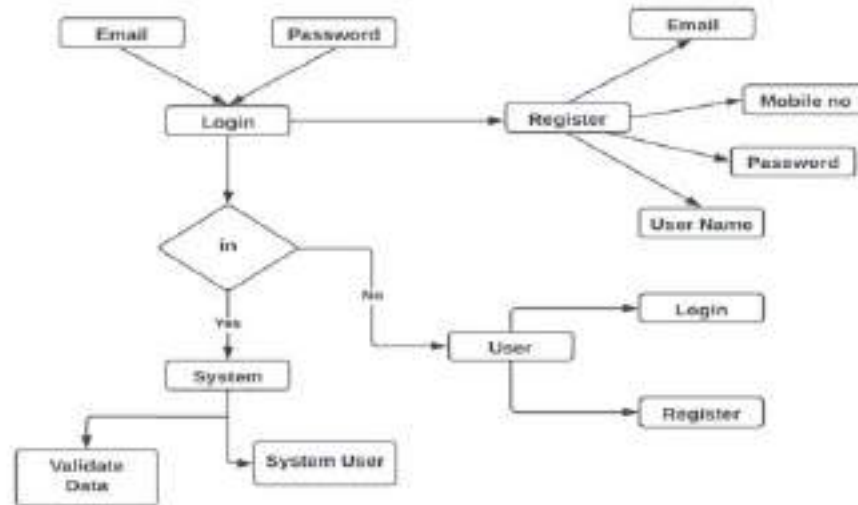 Email
Password
Email
Login
Register
Mobile no
Password
User Name
in
No
Yes
Login
User
System
Register
Validate
Data
System User